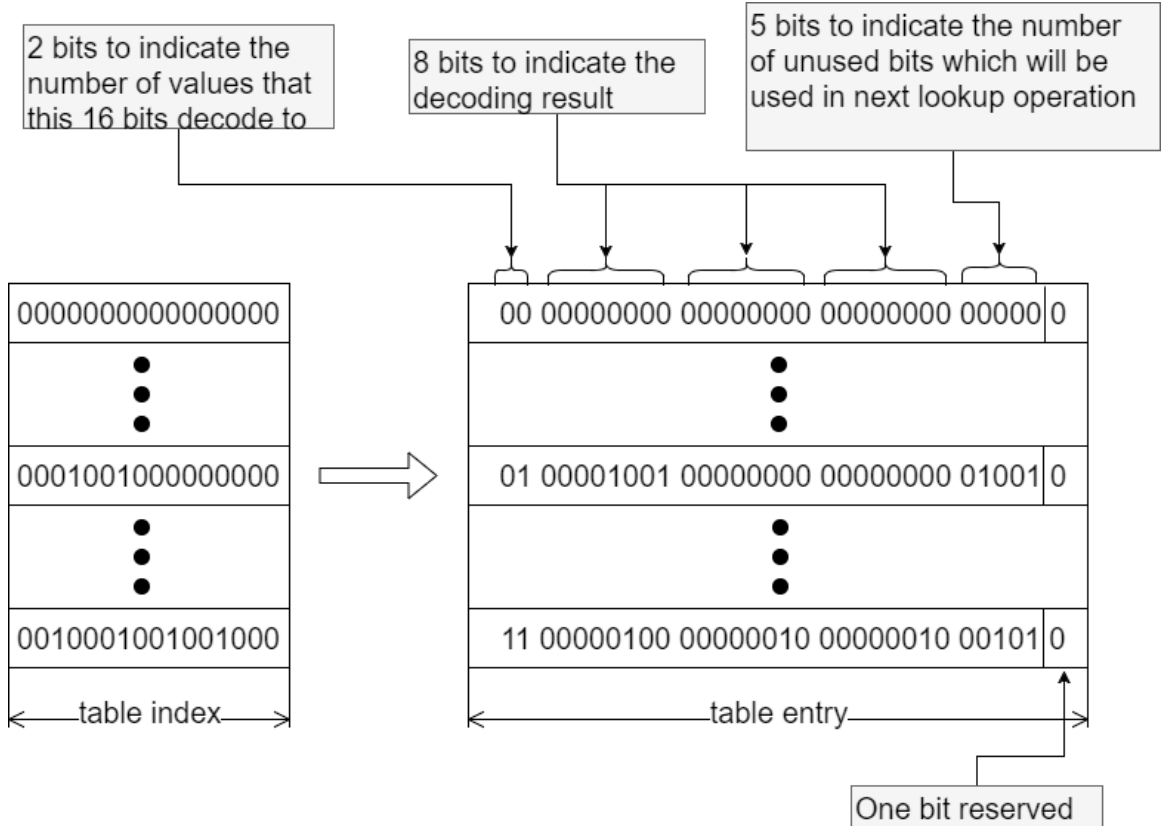 2 bits to indicate the
number of values that
this 16 bits decode to
8 bits to indicate the
decoding result
5 bits to indicate the number
of unused bits which will be
used in next lookup operation
0000000000000000
00 00000000 00000000 00000000 00000 0
0001001000000000
01 00001001 00000000 00000000 01001 0
0010001001001000
11 00000100 00000010 00000010 00101 0
table index
table entry
One bit reserved